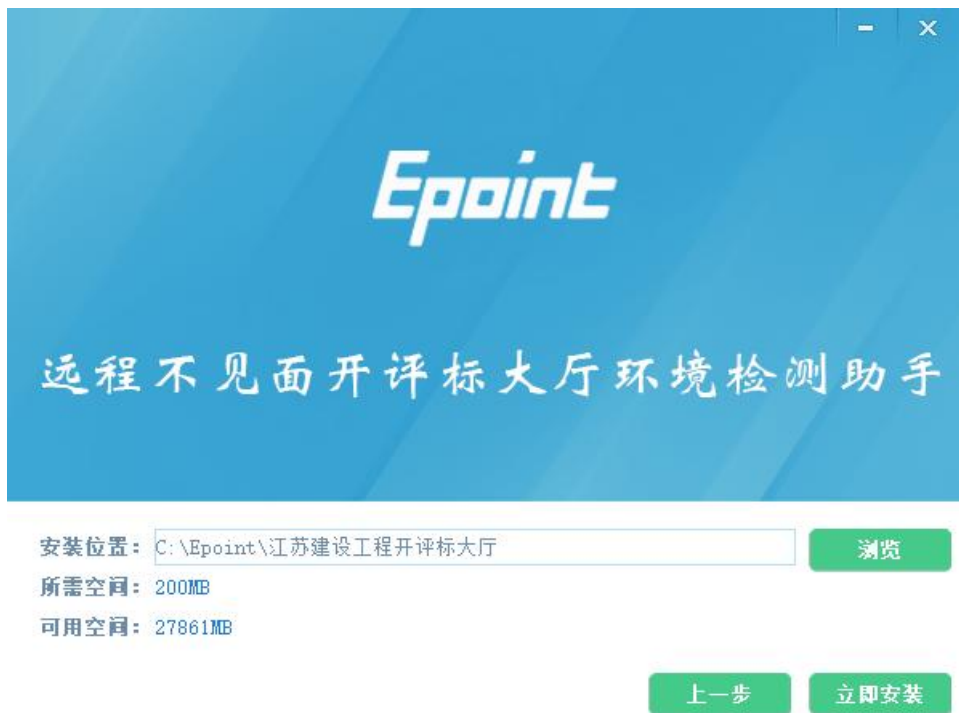 Epoint
远程不见面开评标大厅环境检测助手
安装位置： C:\Epoint\江苏建设工程开评标大厅 浏览
所需空间： 200MB
可用空间： 27861MB
上一步 立即安装